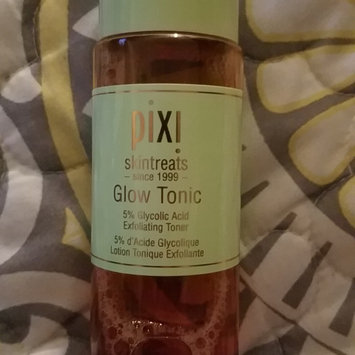 pixi
skintreats
– since 1999 –
Glow Tonic
5% Glycolic Acid
Exfoliating Toner
5% d'Acide Glycolique
Lotion Tonique Exfoliante